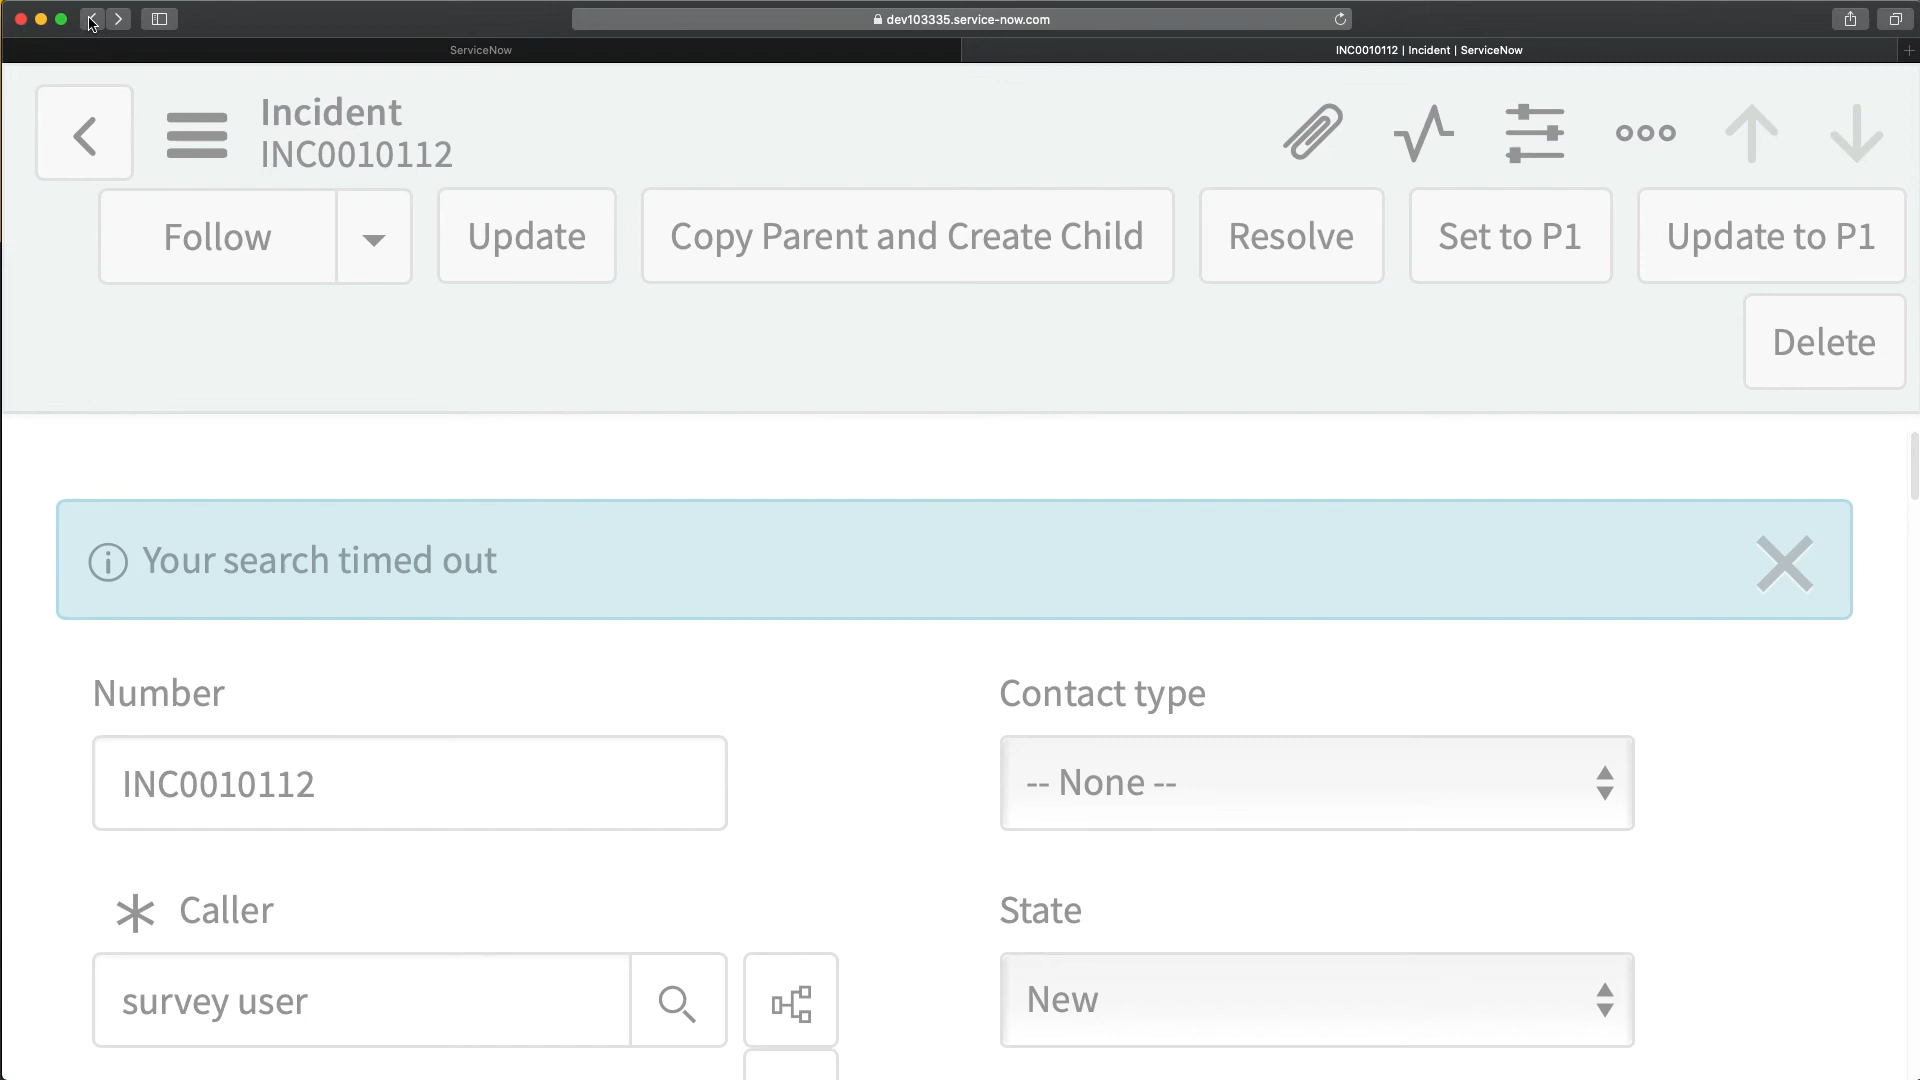 dev103335.service-now.com
ServiceNow
INC0010112 | Incident | ServiceNow
Incident
INC0010112
Follow
Update
Copy Parent and Create Child
Resolve
Set to P1
Update to P1
Delete
Your search timed out
Number
Contact type
INC0010112
-- None --
Caller
State
survey user
New